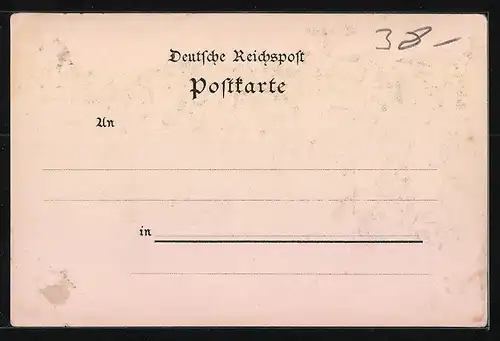 38-
Deutsche Reichspost
Postkarte
An
in